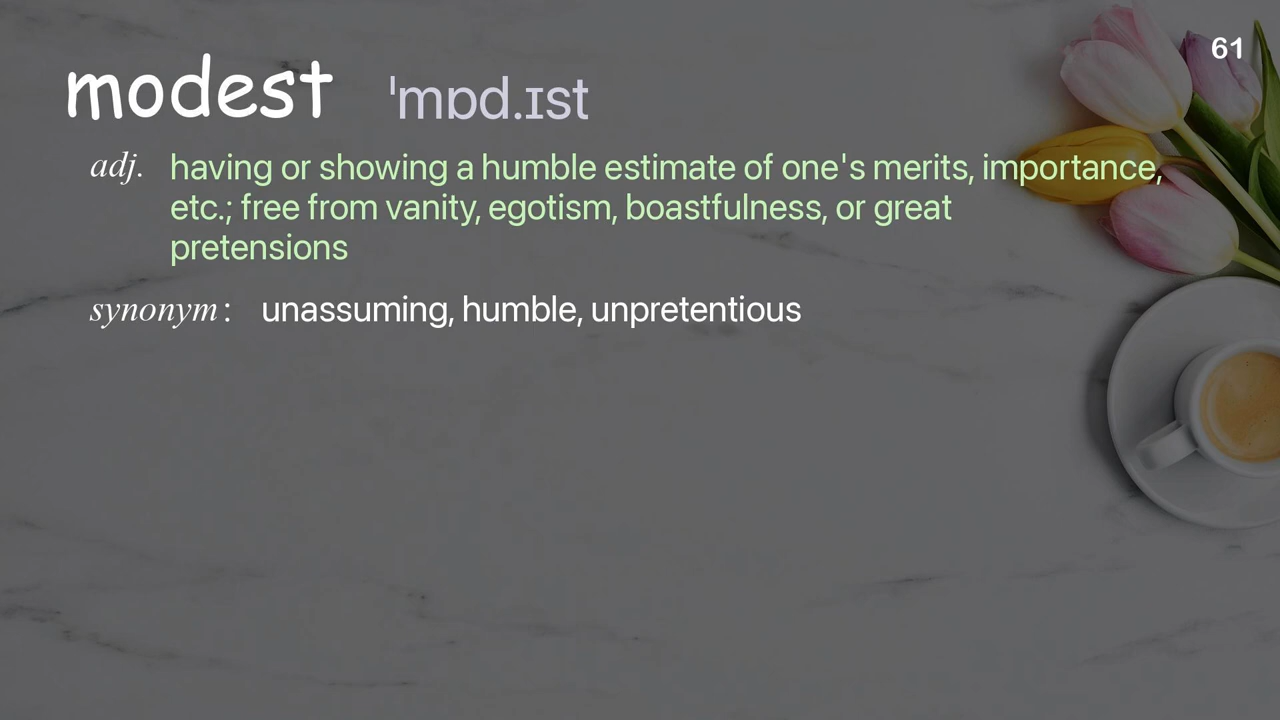 61
modest ˈmɒd.ɪst
adj. having or showing a humble estimate of one's merits, importance,
etc.; free from vanity, egotism, boastfulness, or great
pretensions
synonym: unassuming, humble, unpretentious